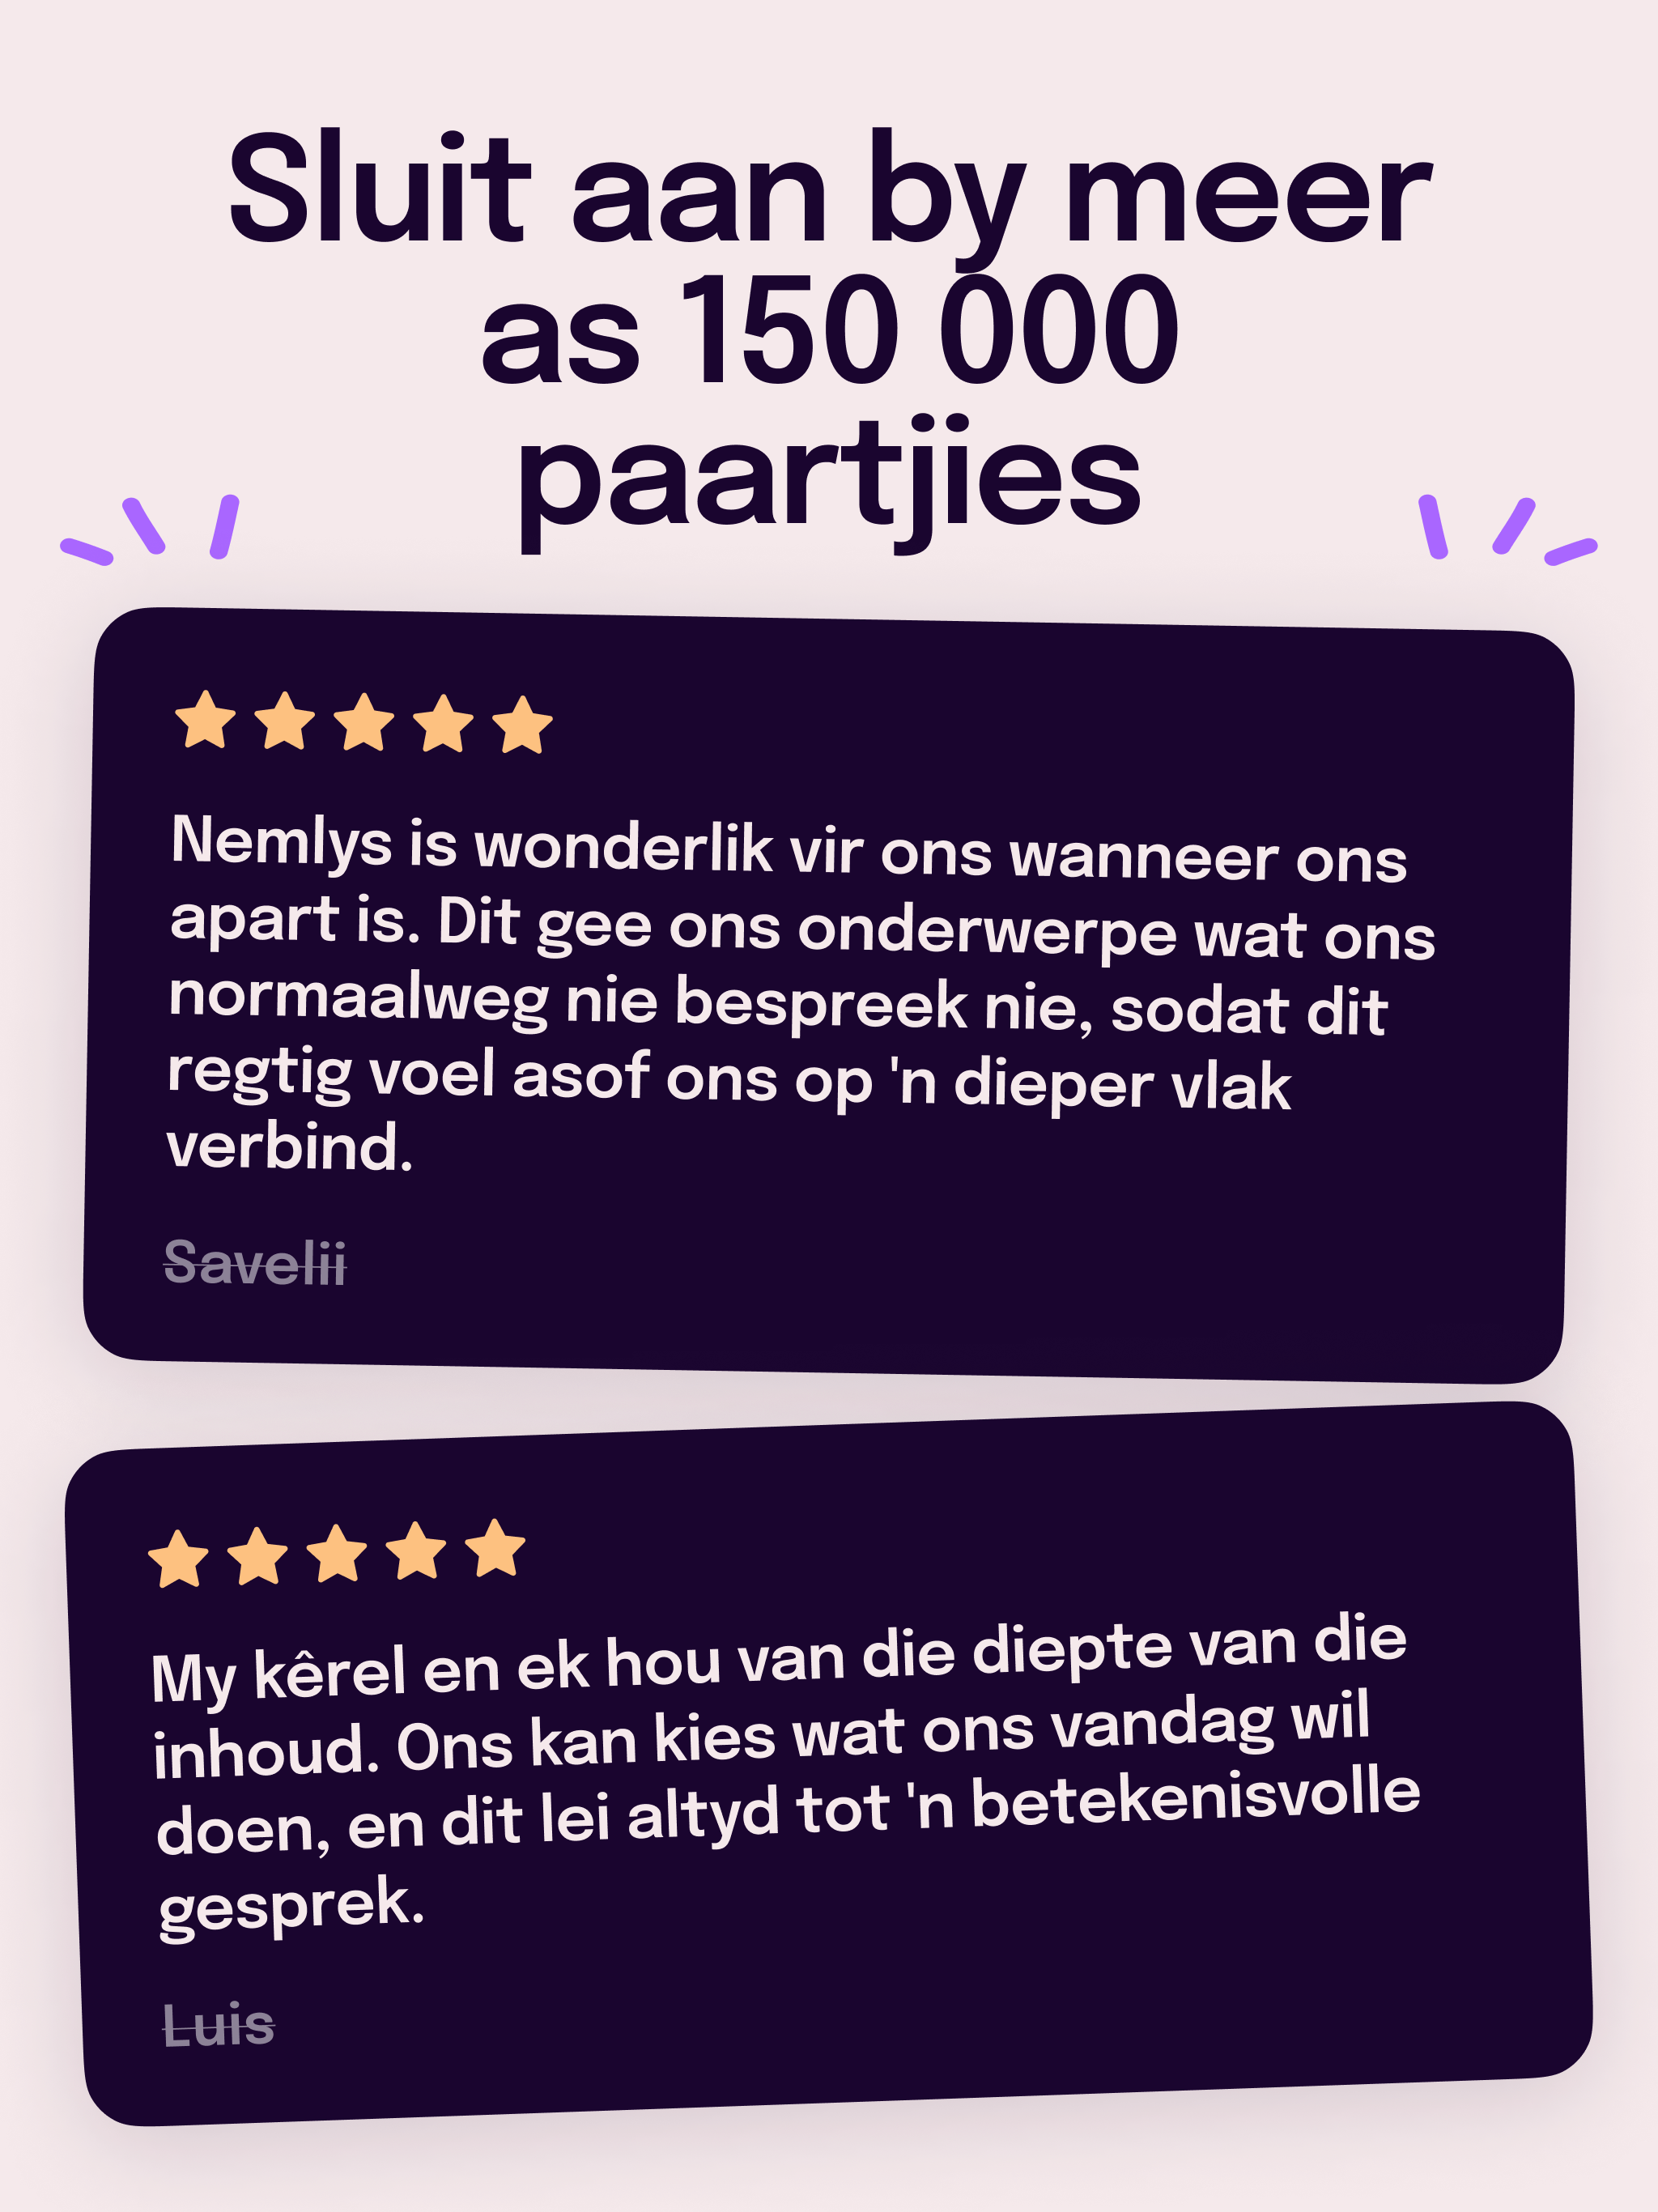 Sluit aan by meer
as 150 000
paartjies
Nemlys is wonderlik vir ons wanneer ons
apart is. Dit gee ons onderwerpe wat ons
normaalweg nie bespreek nie, sodat dit
regtig voel asof ons op 'n dieper vlak
verbind.
Savelii
My kêrel en ek hou van die diepte van die
inhoud. Ons kan kies wat ons vandag wil
doen, en dit lei altyd tot 'n betekenisvolle
gesprek.
Luis